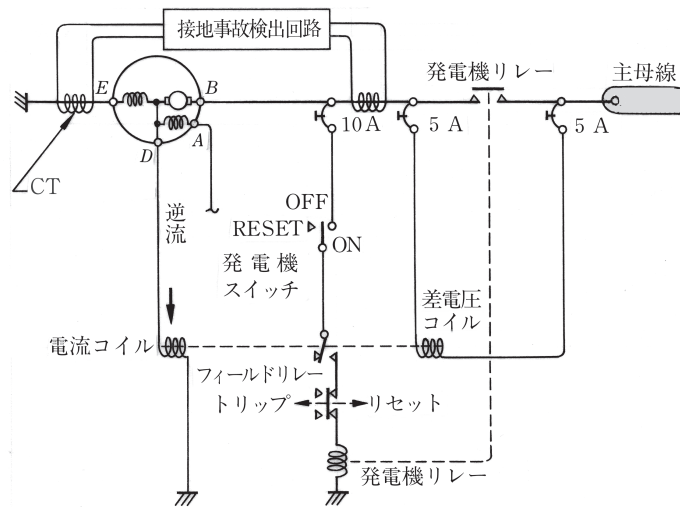 接地事故検出回路
発電機リレー
主母線
E
B
A
D
10 A
5 A
5 A
CT
逆流
OFF
RESET
ON
発電機
スイッチ
差電圧
コイル
電流コイル
フィールドリレー
トリップ
リセット
発電機リレー